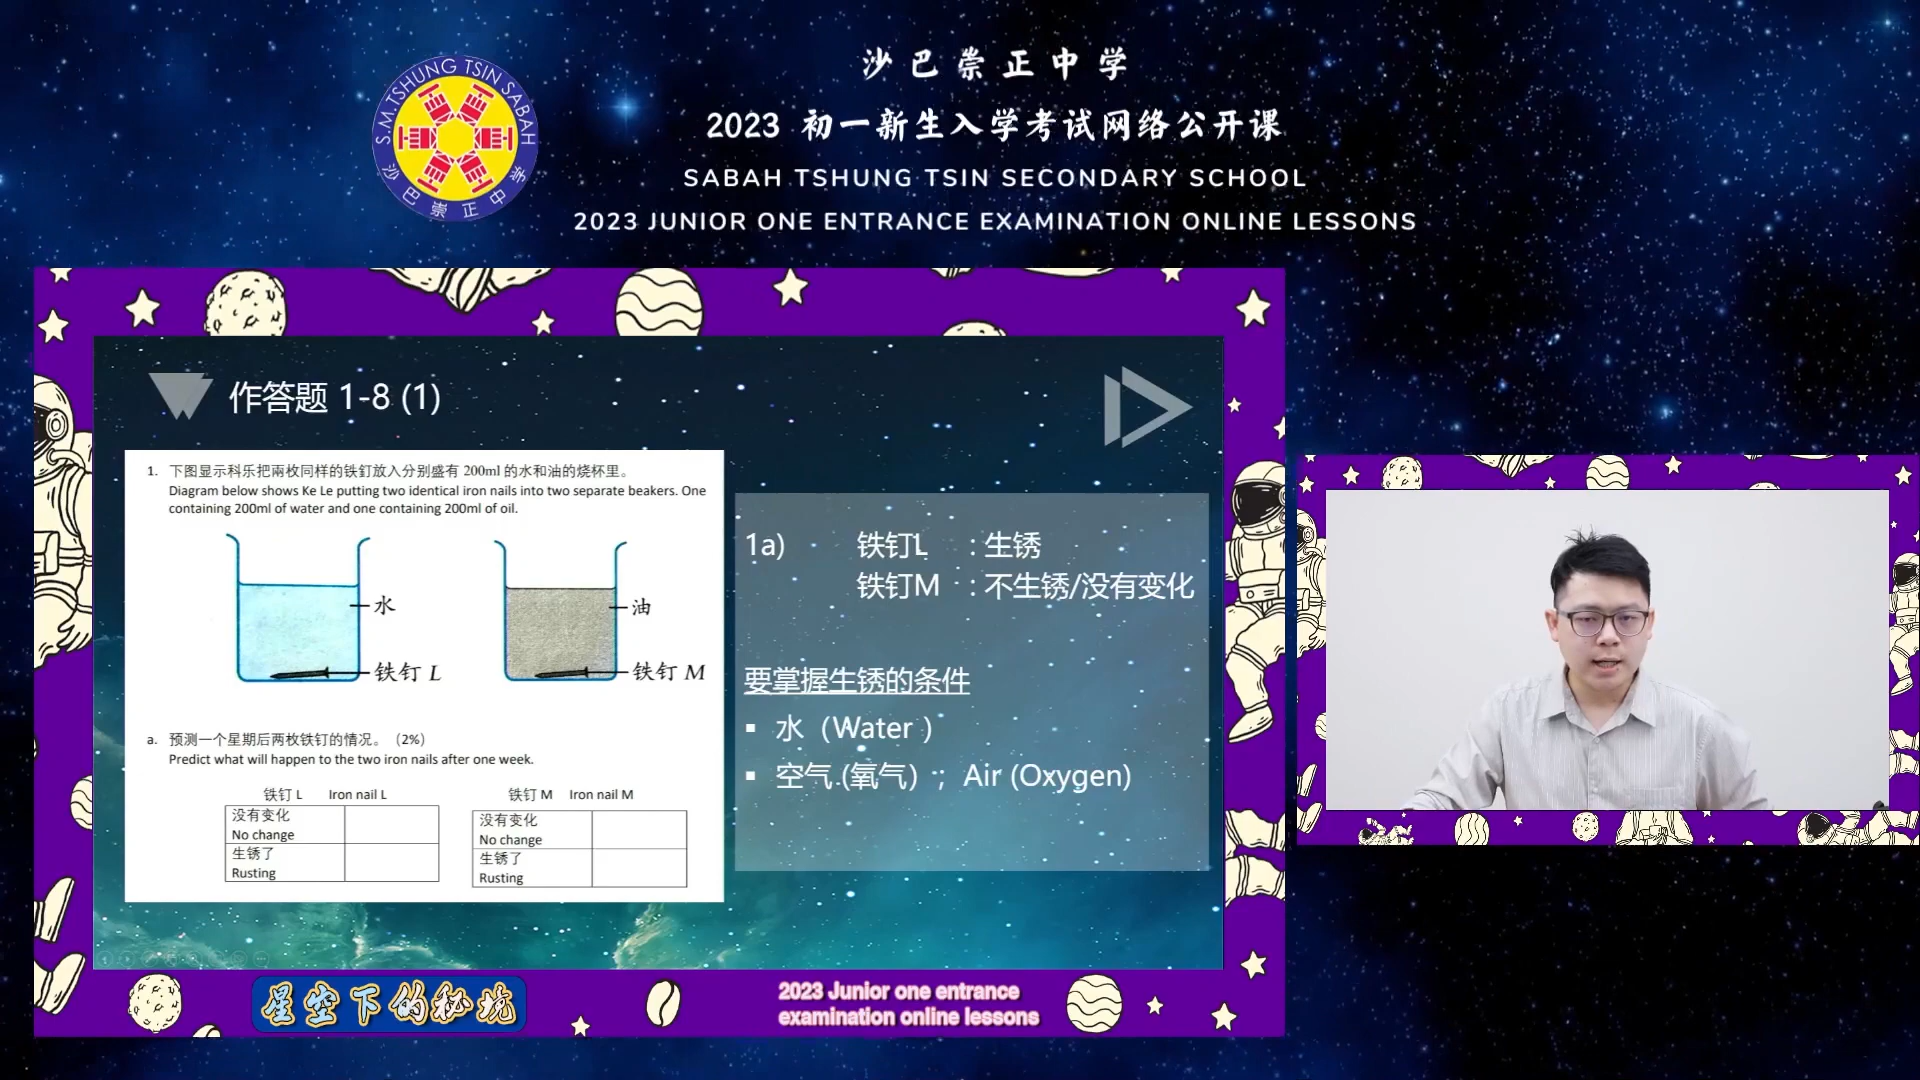 沙巴崇正中学
2023 初一新生入学考试网络公开课
SABAH TSHUNG TSIN SECONDARY SCHOOL
2023 JUNIOR ONE ENTRANCE EXAMINATION ONLINE LESSONS
S.M. TSHUNG TSIN SABAH
沙巴崇正中学
作答题 1-8 (1)
1. 下图显示科乐把兩枚同样的铁釘放入分别盛有 200ml 的水和油的烧杯里。
Diagram below shows Ke Le putting two identical iron nails into two separate beakers. One
containing 200ml of water and one containing 200ml of oil.
水
铁钉 L
油
铁钉 M
a. 预测一个星期后两枚铁钉的情况。（2%）
Predict what will happen to the two iron nails after one week.
铁钉 L Iron nail L
没有变化
No change
生锈了
Rusting
铁钉 M Iron nail M
没有变化
No change
生锈了
Rusting
1a) 铁钉L : 生锈
铁钉M : 不生锈/没有变化
要掌握生锈的条件
▪ 水（Water ）
▪ 空气 (氧气) ；Air (Oxygen)
星空下的秘境
2023 Junior one entrance
examination online lessons